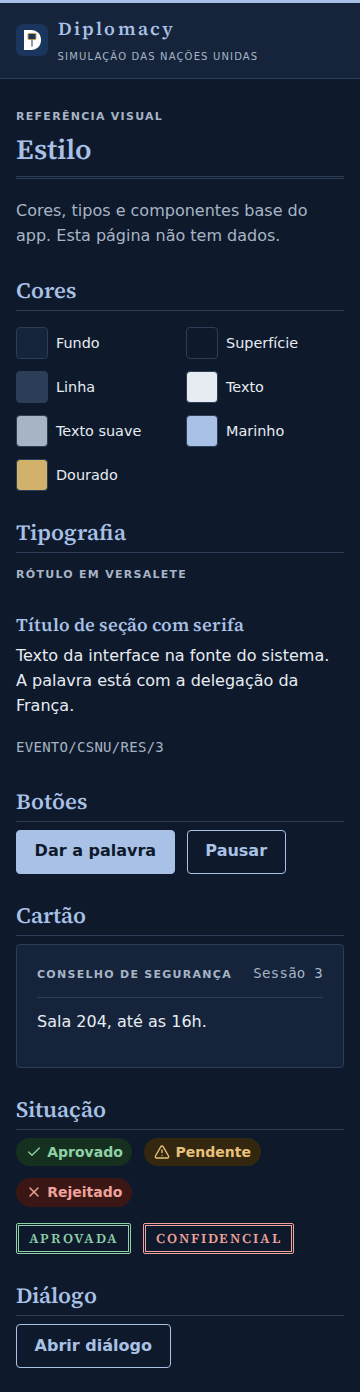 Diplomacy
SIMULAÇÃO DAS NAÇÕES UNIDAS
REFERÊNCIA VISUAL
Estilo
Cores, tipos e componentes base do
app. Esta página não tem dados.
Cores
Fundo
Superfície
Linha
Texto
Texto suave
Marinho
Dourado
Tipografia
RÓTULO EM VERSALETE
Título de seção com serifa
Texto da interface na fonte do sistema.
A palavra está com a delegação da
França.
EVENTO/CSNU/RES/3
Botões
Dar a palavra
Pausar
Cartão
CONSELHO DE SEGURANÇA
Sessão 3
Sala 204, até as 16h.
Situação
Aprovado
Pendente
Rejeitado
APROVADA
CONFIDENCIAL
Diálogo
Abrir diálogo